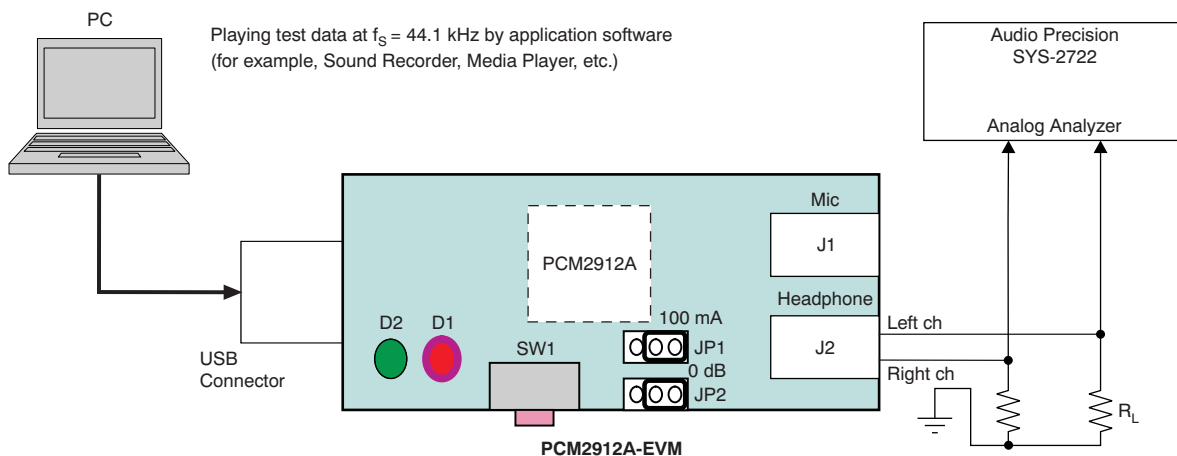 PC
Playing test data at fS = 44.1 kHz by application software
(for example, Sound Recorder, Media Player, etc.)
Audio Precision
SYS-2722
Analog Analyzer
Mic
J1
PCM2912A
Headphone
J2
Left ch
Right ch
100 mA
JP1
0 dB
JP2
D2
D1
SW1
USB
Connector
RL
PCM2912A-EVM